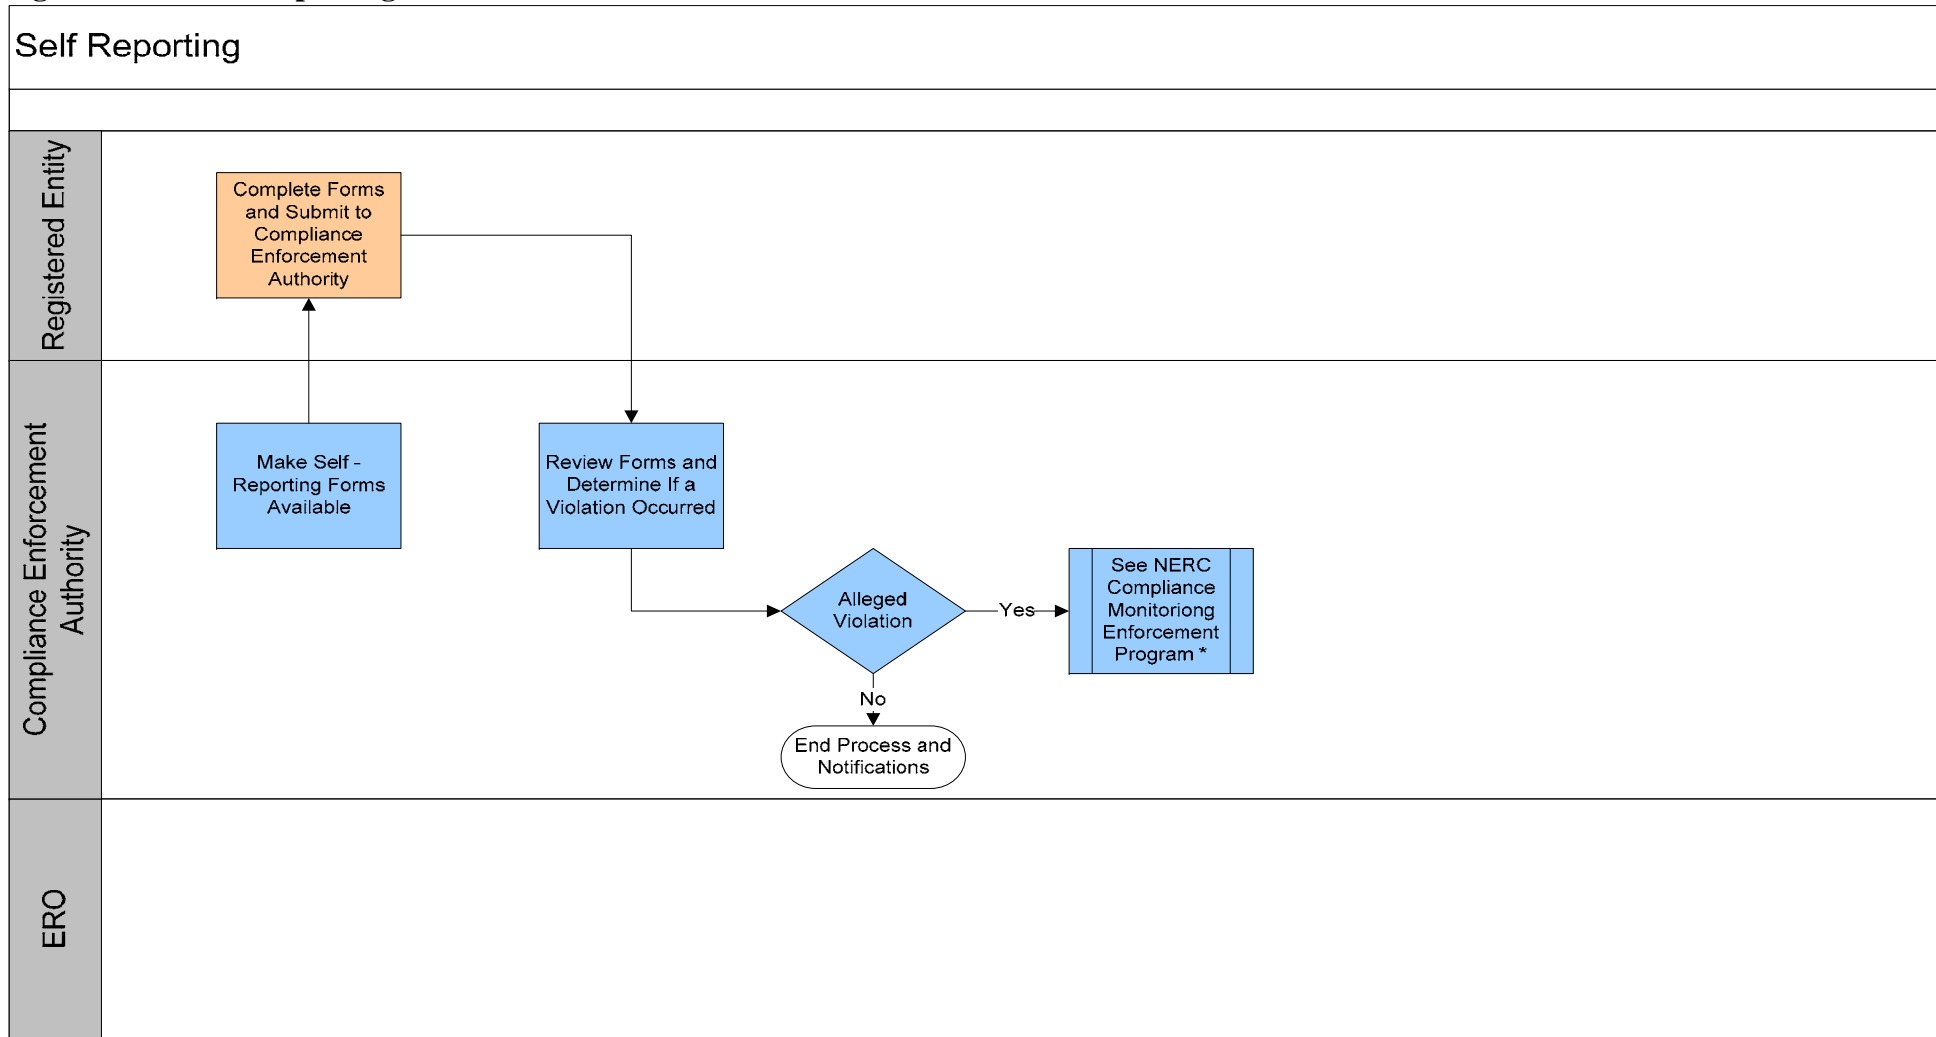 Self Reporting
Registered Entity
Complete Forms
and Submit to
Compliance
Enforcement
Authority
Compliance Enforcement
Authority
Make Self -
Reporting Forms
Available
Review Forms and
Determine If a
Violation Occurred
Alleged
Violation
Yes
See NERC
Compliance
Monitoriong
Enforcement
Program *
No
End Process and
Notifications
ERO